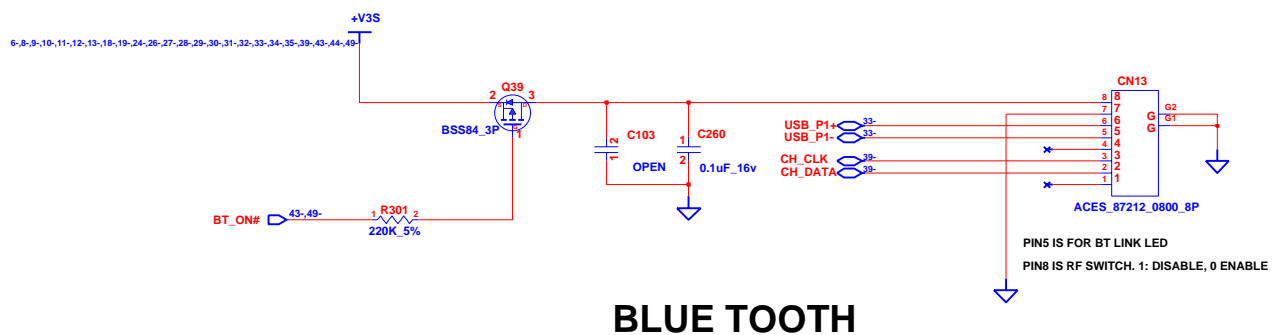 +V3S
6-,8-,9-,10-,11-,12-,13-,18-,19-,24-,26-,27-,28-,29-,30-,31-,32-,33-,34-,35-,39-,43-,44-,49-
Q39
2
3
S
D
G
1
BSS84_3P
C103
1 2
OPEN
C260
1
2
0.1uF_16v
BT_ON#
43-,49-
1
R301
2
220K_5%
USB_P1+
33-
USB_P1-
33-
CH_CLK
39-
CH_DATA
39-
CN13
8 8
7 7
6 6
5 5
4 4
3 3
2 2
1 1
G G2
G G1
ACES_87212_0800_8P
PIN5 IS FOR BT LINK LED
PIN8 IS RF SWITCH. 1: DISABLE, 0 ENABLE
BLUE TOOTH